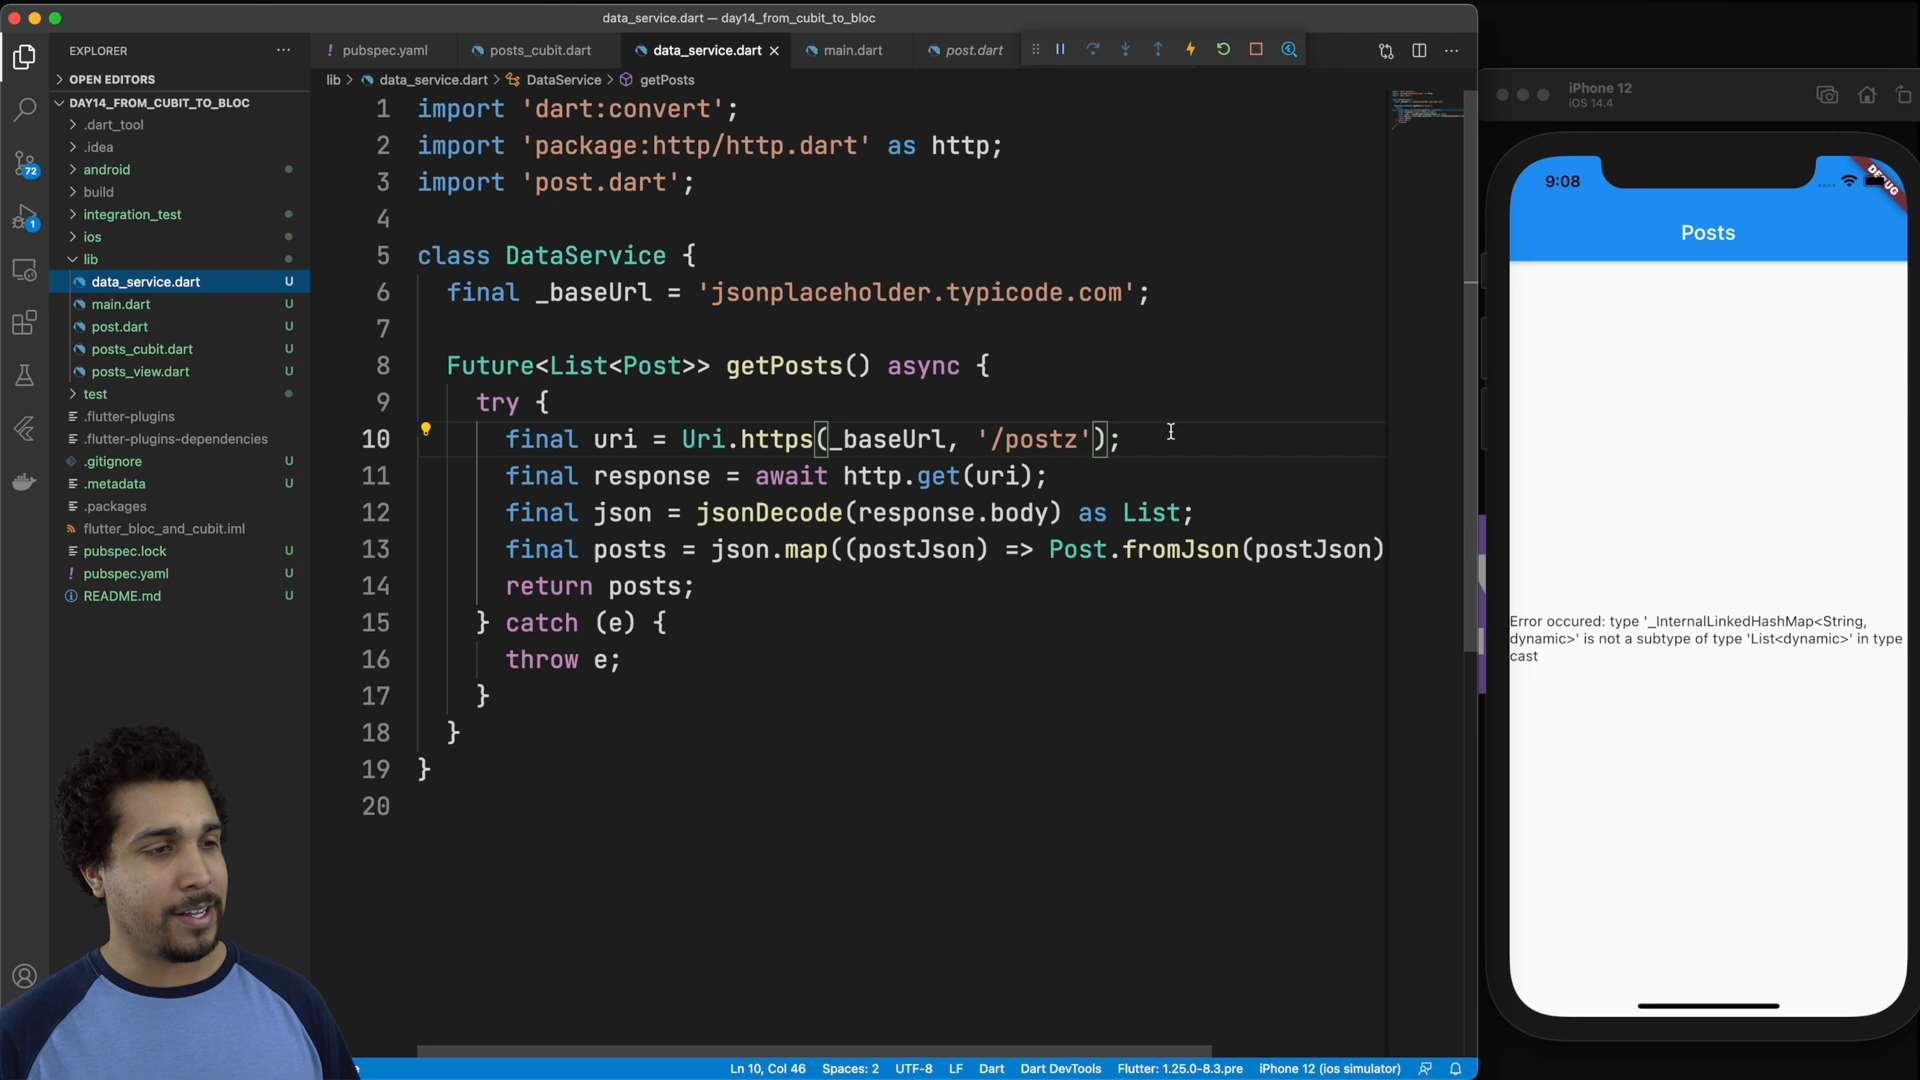 data_service.dart — day14_from_cubit_to_bloc
EXPLORER
OPEN EDITORS
DAY14_FROM_CUBIT_TO_BLOC
.dart_tool
.idea
android
build
integration_test
ios
lib
data_service.dart U
main.dart U
post.dart U
posts_cubit.dart U
posts_view.dart U
test
.flutter-plugins
.flutter-plugins-dependencies
.gitignore U
.metadata U
.packages
flutter_bloc_and_cubit.iml
pubspec.lock U
! pubspec.yaml U
README.md U
72
1
! pubspec.yaml
posts_cubit.dart
data_service.dart
main.dart
post.dart
lib > data_service.dart > DataService > getPosts
1 import 'dart:convert';
2 import 'package:http/http.dart' as http;
3 import 'post.dart';
4
5 class DataService {
6 final _baseUrl = 'jsonplaceholder.typicode.com';
7
8 Future<List<Post>> getPosts() async {
9 try {
10 final uri = Uri.https(_baseUrl, '/postz');
11 final response = await http.get(uri);
12 final json = jsonDecode(response.body) as List;
13 final posts = json.map((postJson) => Post.fromJson(postJson)
14 return posts;
15 } catch (e) {
16 throw e;
17 }
18 }
19 }
20
Ln 10, Col 46
Spaces: 2
UTF-8
LF
Dart
Dart DevTools
Flutter: 1.25.0-8.3.pre
iPhone 12 (ios simulator)
iPhone 12
iOS 14.4
9:08
DEBUG
Posts
Error occured: type '_InternalLinkedHashMap<String,
dynamic>' is not a subtype of type 'List<dynamic>' in type
cast